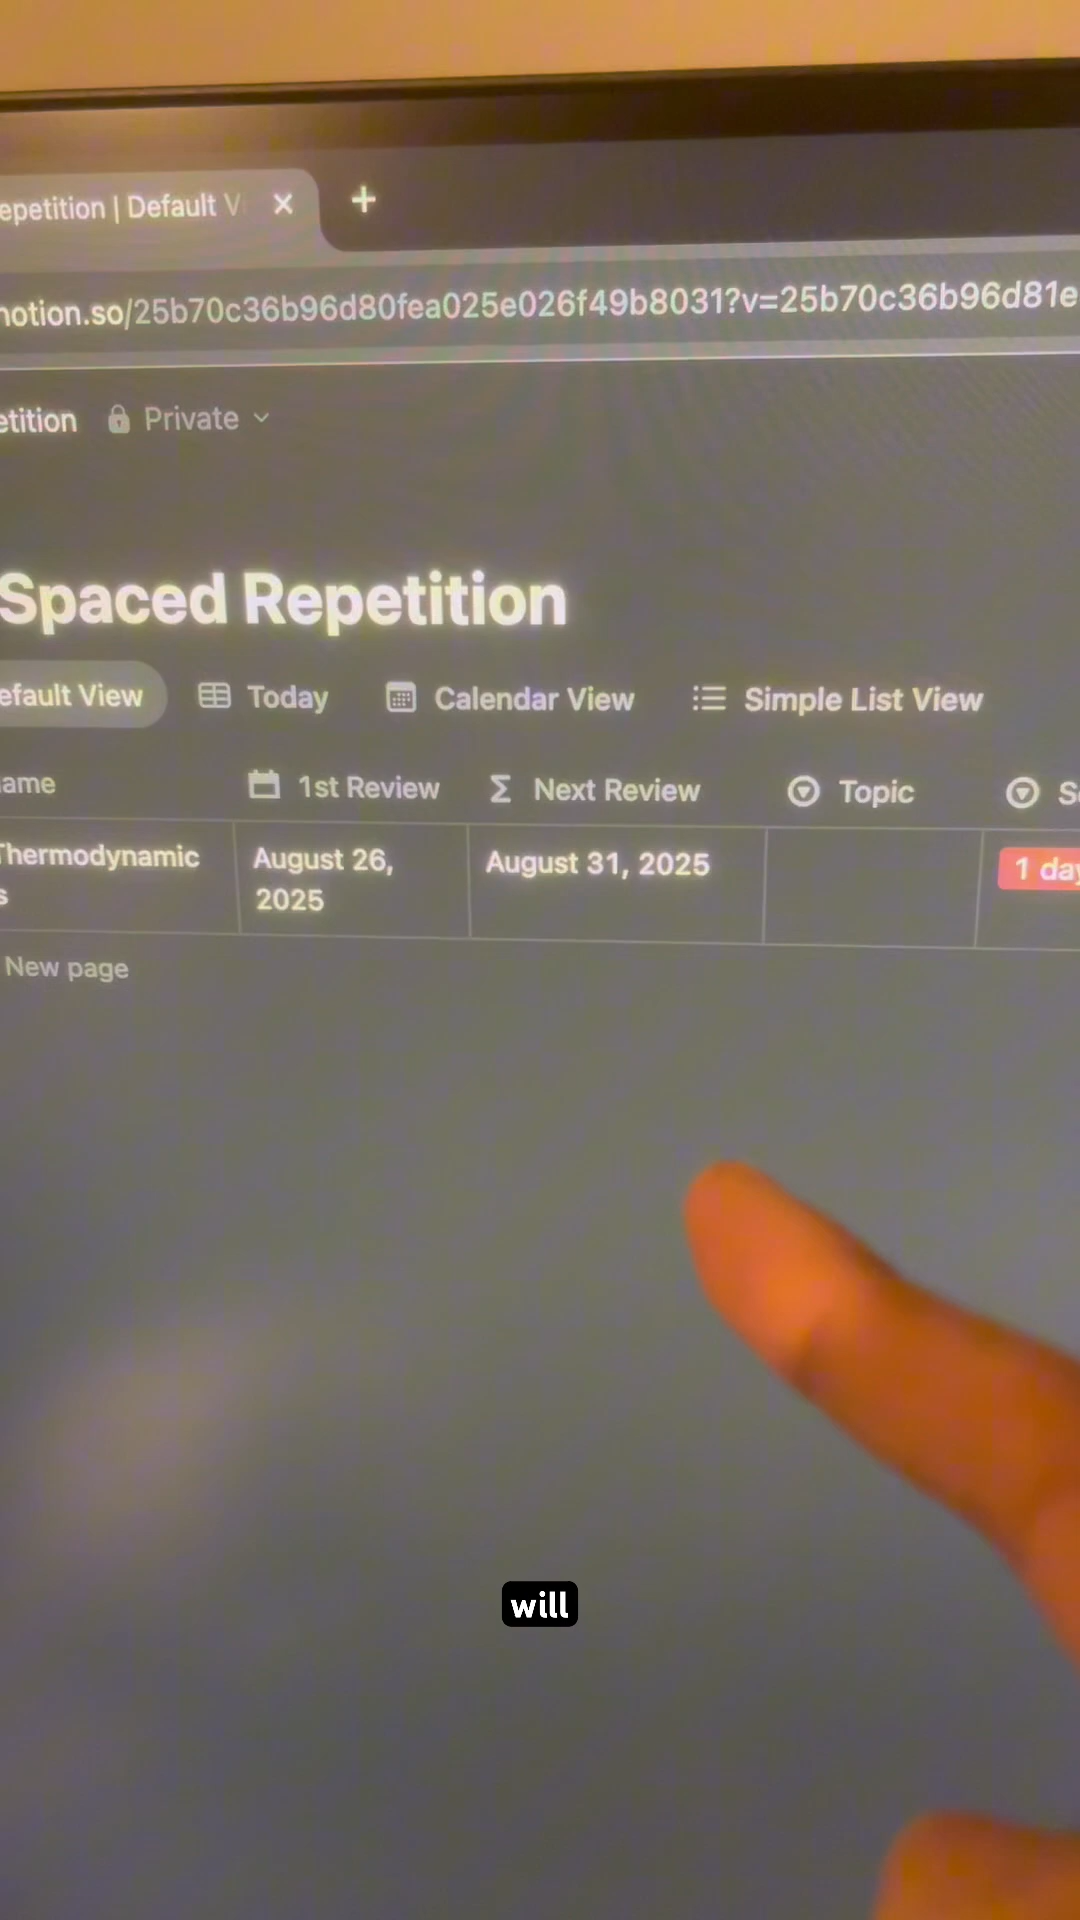 epetition | Default V
notion.so/25b70c36b96d80fea025e026f49b8031?v=25b70c36b96d81e
etition Private
Spaced Repetition
efault View Today Calendar View Simple List View
ame 1st Review Σ Next Review Topic S
Thermodynamic August 26, August 31, 2025 1 day
s 2025
New page
will